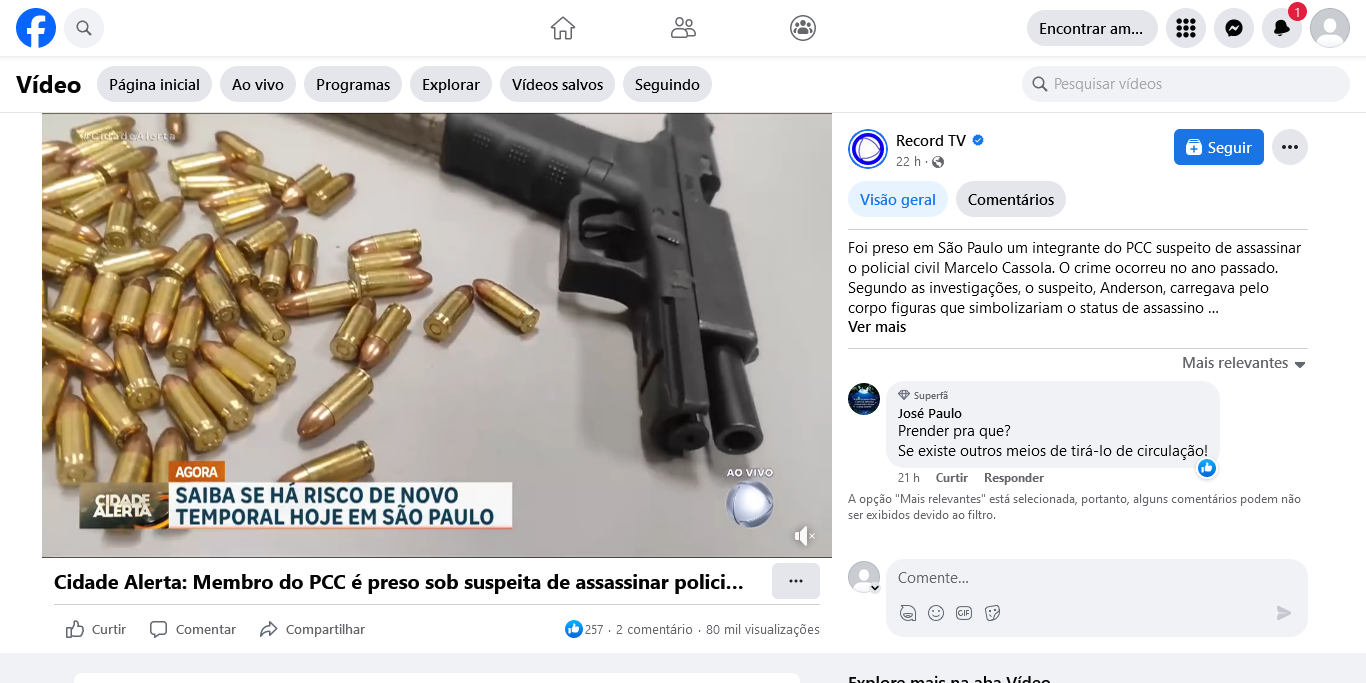 Encontrar am...
1
Vídeo
Página inicial
Ao vivo
Programas
Explorar
Vídeos salvos
Seguindo
Pesquisar vídeos
#CidadeAlerta
AGORA
CIDADE
ALERTA
SAIBA SE HÁ RISCO DE NOVO
TEMPORAL HOJE EM SÃO PAULO
AO VIVO
Cidade Alerta: Membro do PCC é preso sob suspeita de assassinar polici...
Curtir
Comentar
Compartilhar
257 · 2 comentário · 80 mil visualizações
Record TV
22 h ·
Seguir
Visão geral
Comentários
Foi preso em São Paulo um integrante do PCC suspeito de assassinar
o policial civil Marcelo Cassola. O crime ocorreu no ano passado.
Segundo as investigações, o suspeito, Anderson, carregava pelo
corpo figuras que simbolizariam o status de assassino ...
Ver mais
Mais relevantes
Superfã
José Paulo
Prender pra que?
Se existe outros meios de tirá-lo de circulação!
21 h Curtir Responder
A opção "Mais relevantes" está selecionada, portanto, alguns comentários podem não
ser exibidos devido ao filtro.
Comente...
GIF
Explore mais na aba Vídeo